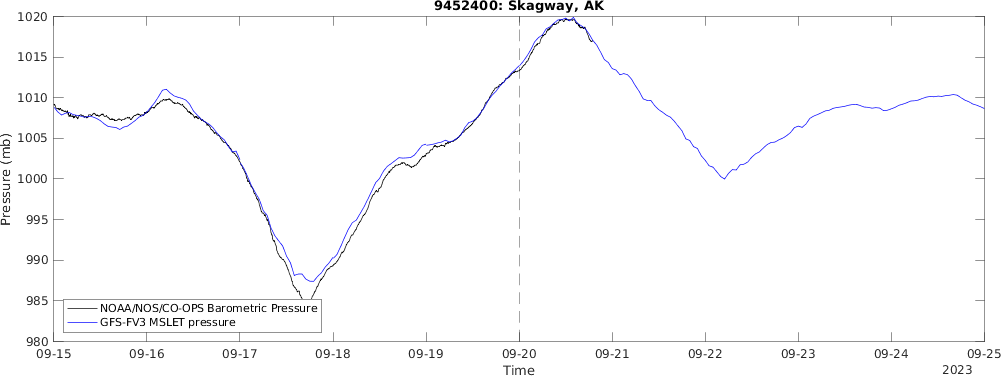 9452400: Skagway, AK
Pressure (mb)
1020
1015
1010
1005
1000
995
990
985
980
NOAA/NOS/CO-OPS Barometric Pressure
GFS-FV3 MSLET pressure
09-15 09-16 09-17 09-18 09-19 09-20 09-21 09-22 09-23 09-24 09-25
Time
2023